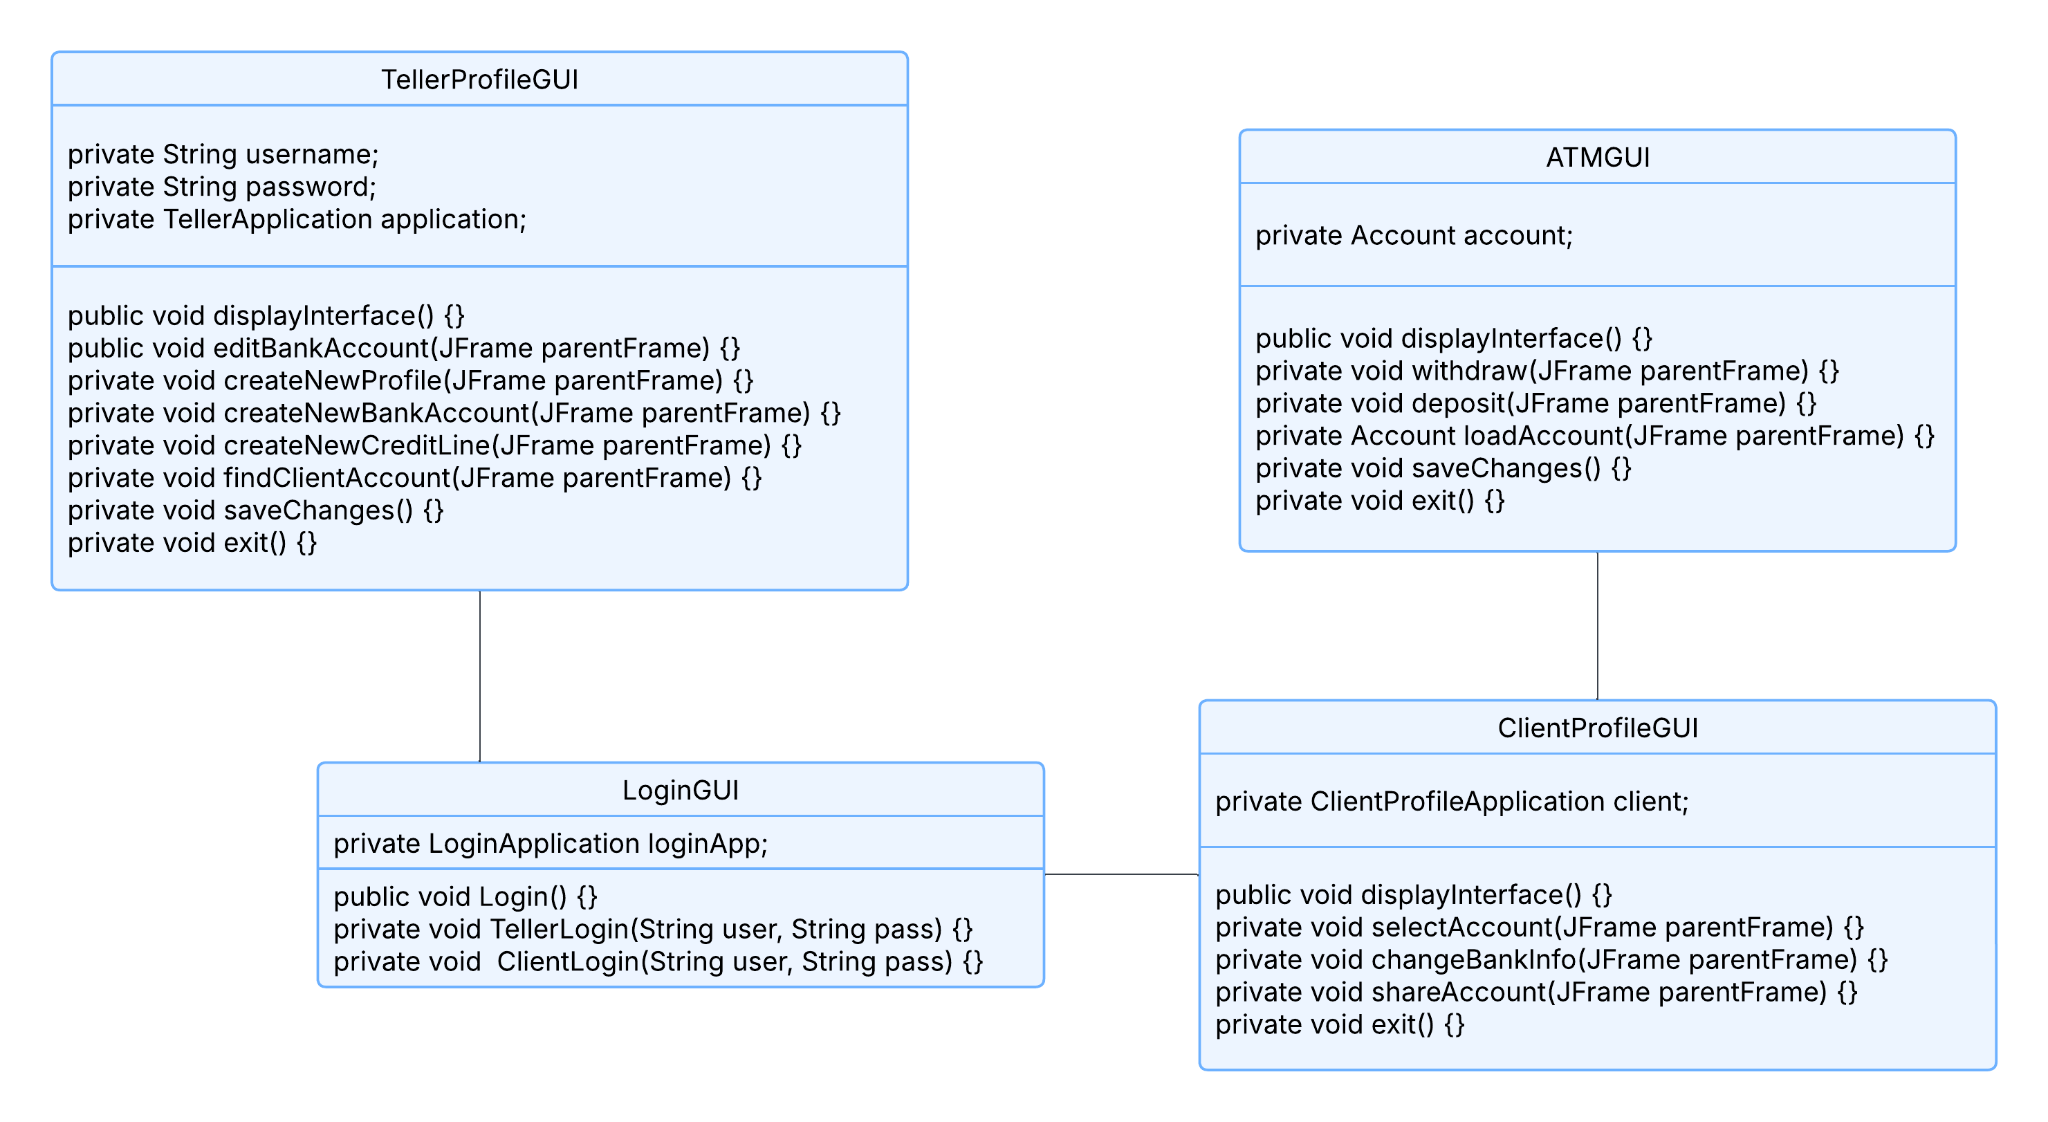 TellerProfileGUI
private String username;
private String password;
private TellerApplication application;
public void displayInterface() {}
public void editBankAccount(JFrame parentFrame) {}
private void createNewProfile(JFrame parentFrame) {}
private void createNewBankAccount(JFrame parentFrame) {}
private void createNewCreditLine(JFrame parentFrame) {}
private void findClientAccount(JFrame parentFrame) {}
private void saveChanges() {}
private void exit() {}
ATMGUI
private Account account;
public void displayInterface() {}
private void withdraw(JFrame parentFrame) {}
private void deposit(JFrame parentFrame) {}
private Account loadAccount(JFrame parentFrame) {}
private void saveChanges() {}
private void exit() {}
LoginGUI
private LoginApplication loginApp;
public void Login() {}
private void TellerLogin(String user, String pass) {}
private void  ClientLogin(String user, String pass) {}
ClientProfileGUI
private ClientProfileApplication client;
public void displayInterface() {}
private void selectAccount(JFrame parentFrame) {}
private void changeBankInfo(JFrame parentFrame) {}
private void shareAccount(JFrame parentFrame) {}
private void exit() {}